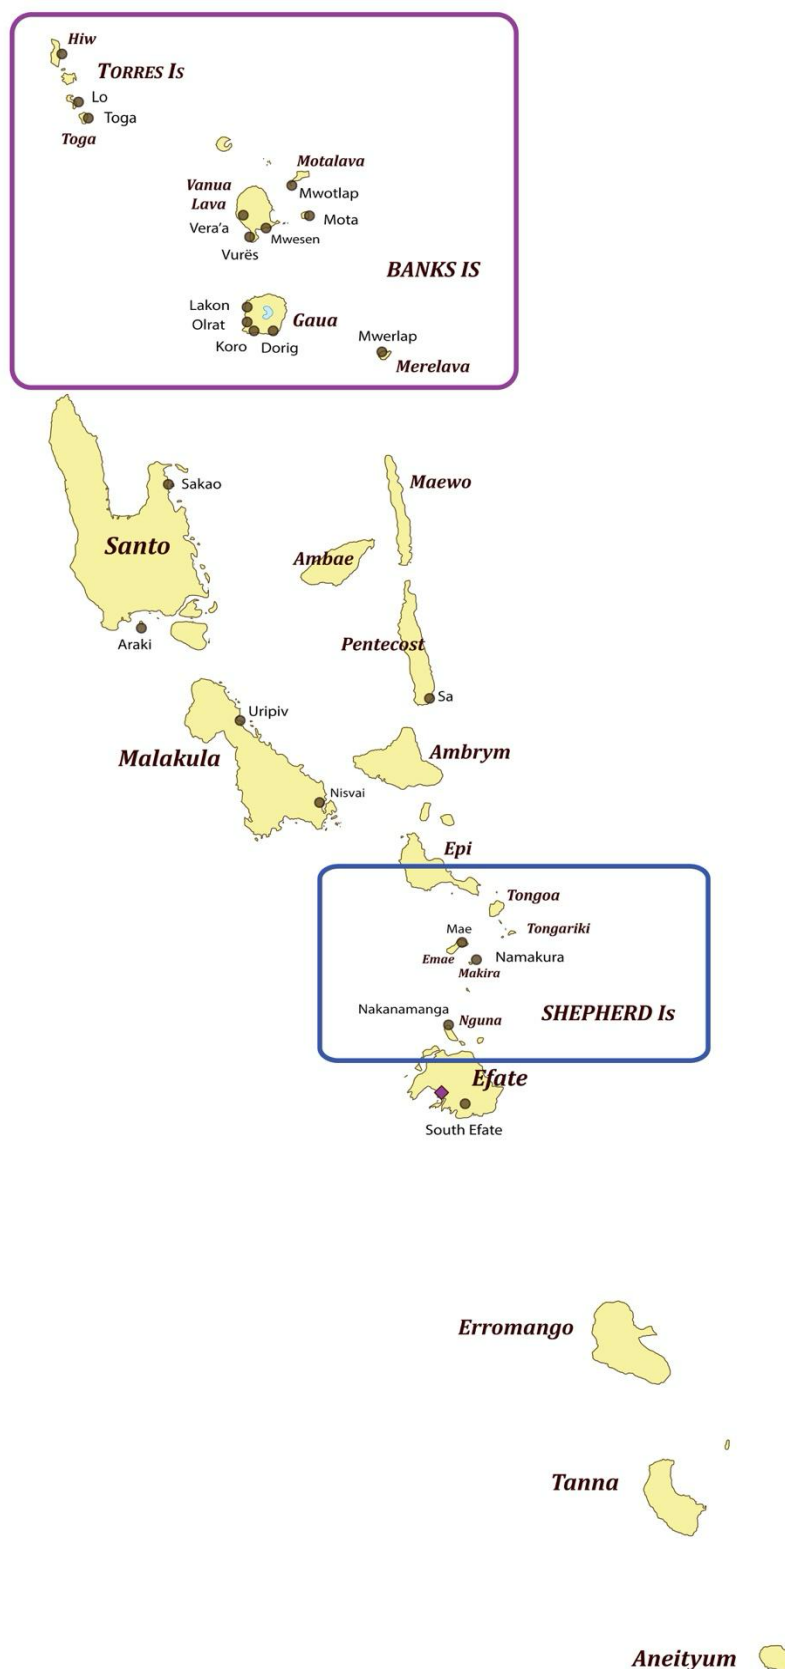 Hiw
TORRES IS
Lo
Toga
Toga
Motalava
Vanua
Lava
Mwotlap
Mota
Vera'a
Mwesen
Vurës
BANKS IS
Lakon
Olrat
Gaua
Koro
Dorig
Mwerlap
Merelava
Sakao
Maewo
Santo
Ambae
Araki
Pentecost
Sa
Uripiv
Malakula
Ambrym
Nisvai
Epi
Tongoa
Mae
Tongariki
Emae
Namakura
Makira
Nakanamanga
SHEPHERD Is
Nguna
Efate
South Efate
Erromango
Tanna
Aneityum